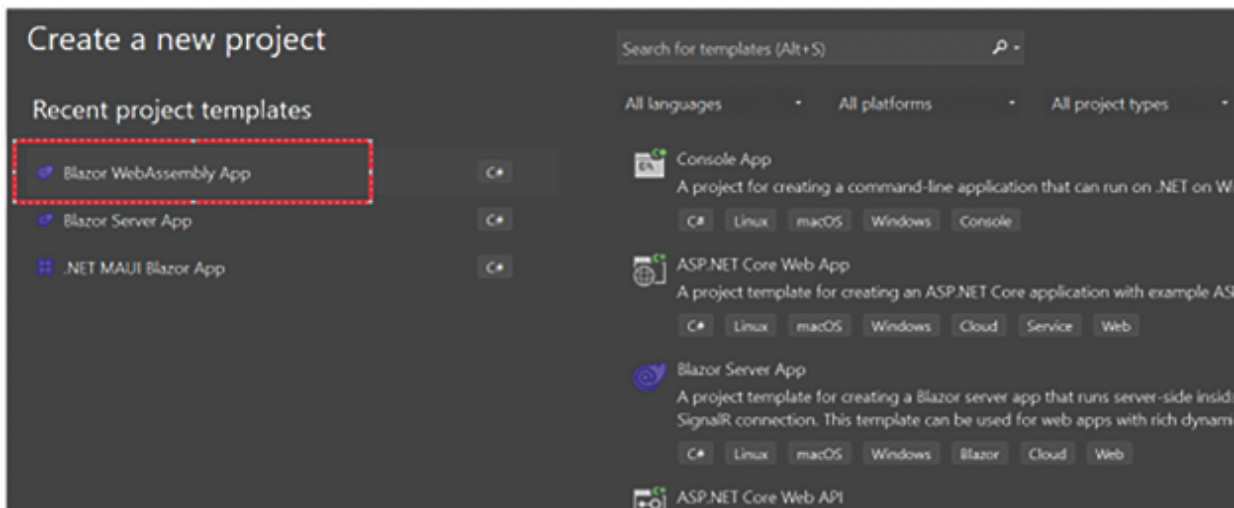 Create a new project
Search for templates (Alt+S)
Recent project templates
All languages All platforms All project types
Blazor WebAssembly App C#
Blazor Server App C#
.NET MAUI Blazor App C#
Console App
A project for creating a command-line application that can run on .NET on Wi
C# Linux macOS Windows Console
ASP.NET Core Web App
A project template for creating an ASP.NET Core application with example AS
C# Linux macOS Windows Cloud Service Web
Blazor Server App
A project template for creating a Blazor server app that runs server-side insid
SignalR connection. This template can be used for web apps with rich dynami
C# Linux macOS Windows Blazor Cloud Web
ASP.NET Core Web API